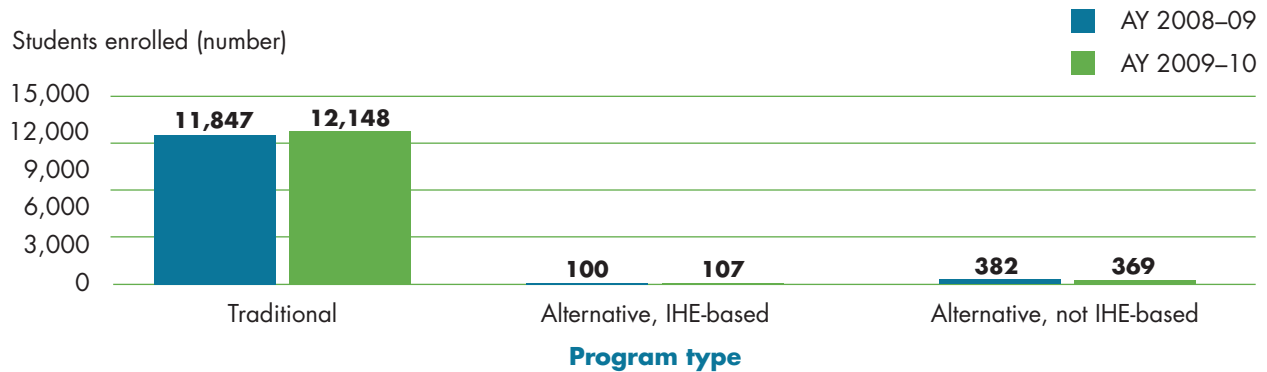 AY 2008–09
Students enrolled (number)
AY 2009–10
15,000
11,847 12,148
12,000
9,000
6,000
3,000
100 107 382 369
0
Traditional Alternative, IHE-based Alternative, not IHE-based
Program type